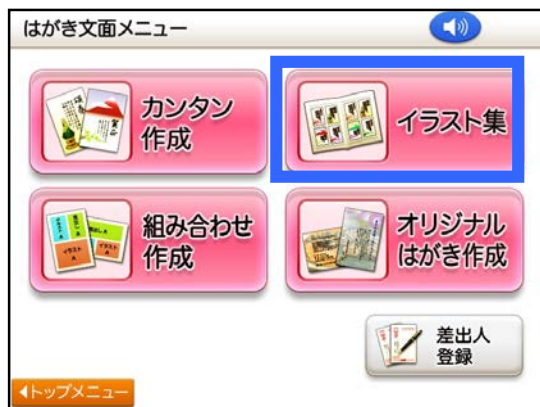 はがき文面メニュー
カンタン
作成
イラスト集
組み合わせ
作成
オリジナル
はがき作成
差出人
登録
トップメニュー